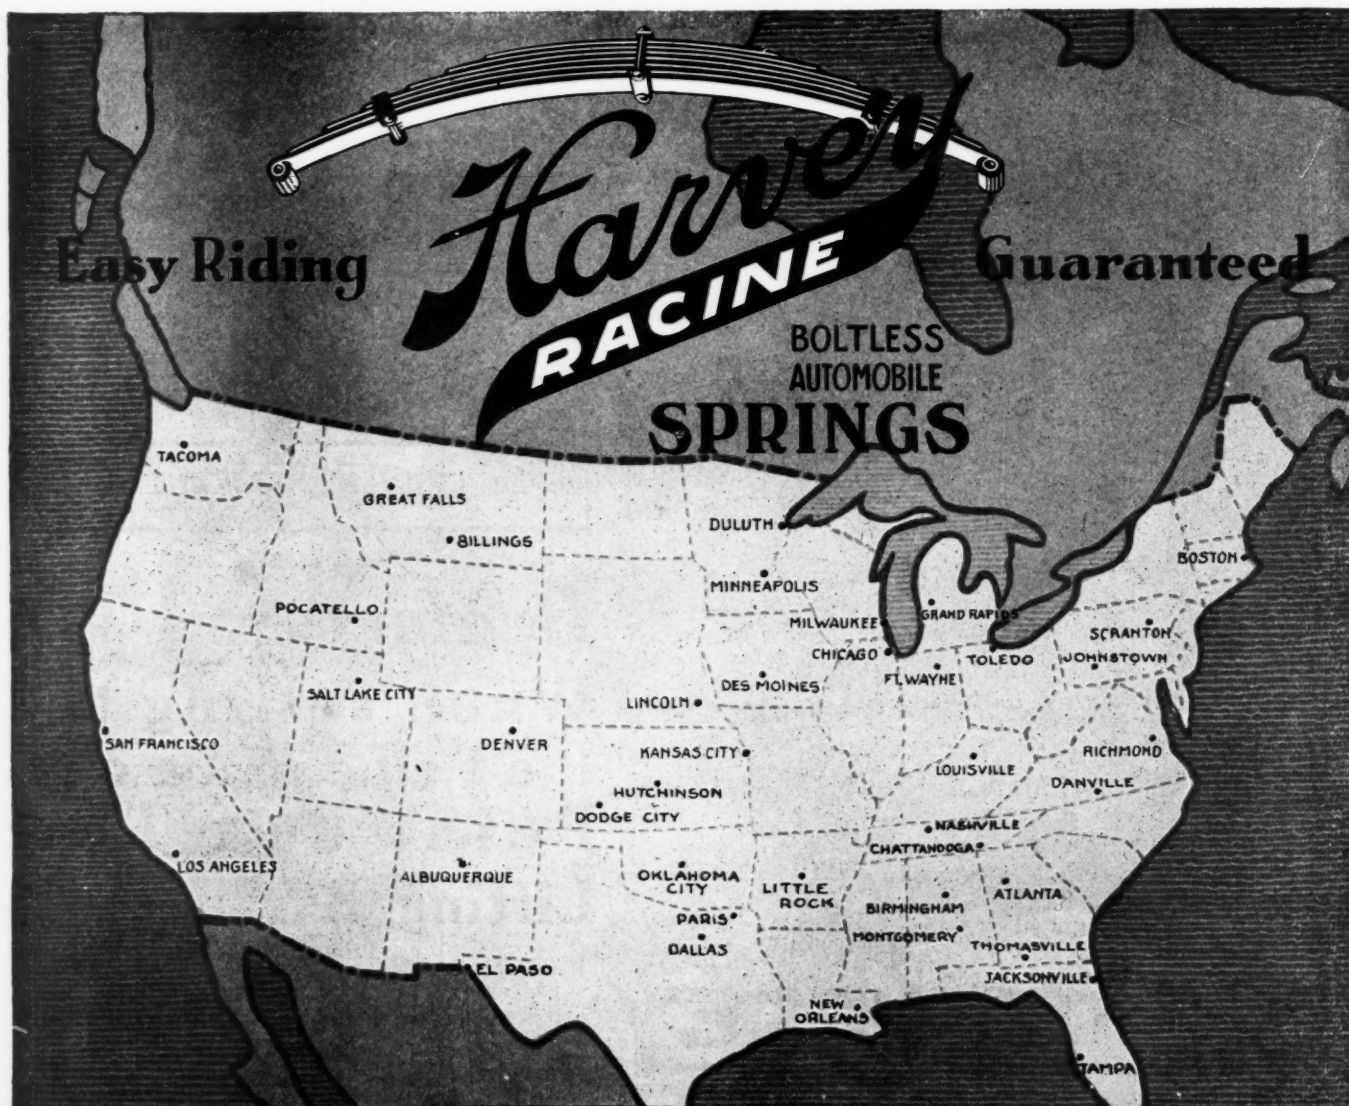 Harvey
RACINE
Easy Riding
Guaranteed
BOLTLESS
AUTOMOBILE
SPRINGS
TACOMA
GREAT FALLS
BILLINGS
DULUTH
BOSTON
MINNEAPOLIS
POCATELLO
GRAND RAPIDS
MILWAUKEE
SCRANTON
CHICAGO
TOLEDO
JOHNSTOWN
FT. WAYNE
SALT LAKE CITY
DES MOINES
LINCOLN
SAN FRANCISCO
DENVER
KANSAS CITY
RICHMOND
LOUISVILLE
DANVILLE
HUTCHINSON
DODGE CITY
NASHVILLE
CHATTANOOGA
LOS ANGELES
ALBUQUERQUE
OKLAHOMA
CITY
LITTLE
ROCK
ATLANTA
BIRMINGHAM
PARIS
MONTGOMERY
DALLAS
THOMASVILLE
EL PASO
JACKSONVILLE
NEW
ORLEANS
TAMPA